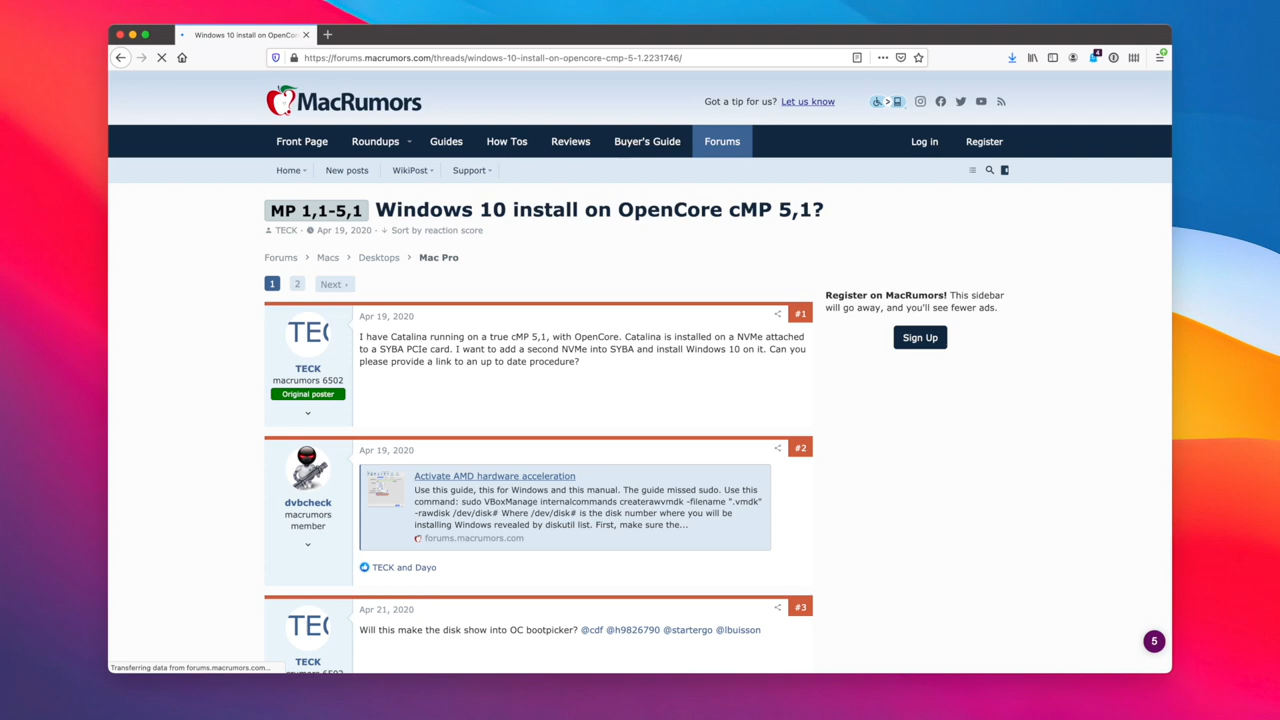 Windows 10 install on OpenCor
https://forums.macrumors.com/threads/windows-10-install-on-opencore-cmp-5-1.2231746/
4
MacRumors
Got a tip for us? Let us know
Front Page Roundups Guides How Tos Reviews Buyer's Guide Forums Log in Register
Home New posts WikiPost Support
MP 1,1-5,1 Windows 10 install on OpenCore cMP 5,1?
TECK · Apr 19, 2020 · Sort by reaction score
Forums > Macs > Desktops > Mac Pro
1 2 Next
Register on MacRumors! This sidebar
will go away, and you'll see fewer ads.
Sign Up
Apr 19, 2020 #1
TEC
TECK
macrumors 6502
Original poster
I have Catalina running on a true cMP 5,1, with OpenCore. Catalina is installed on a NVMe attached
to a SYBA PCIe card. I want to add a second NVMe into SYBA and install Windows 10 on it. Can you
please provide a link to an up to date procedure?
Apr 19, 2020 #2
dvbcheck
macrumors
member
Activate AMD hardware acceleration
Use this guide, this for Windows and this manual. The guide missed sudo. Use this
command: sudo VBoxManage internalcommands createrawvmdk -filename ".vmdk"
-rawdisk /dev/disk# Where /dev/disk# is the disk number where you will be
installing Windows revealed by diskutil list. First, make sure the...
forums.macrumors.com
TECK and Dayo
Apr 21, 2020 #3
TEC
TECK
macrumors 6502
Will this make the disk show into OC bootpicker? @cdf @h9826790 @startergo @lbuisson
5
Transferring data from forums.macrumors.com...